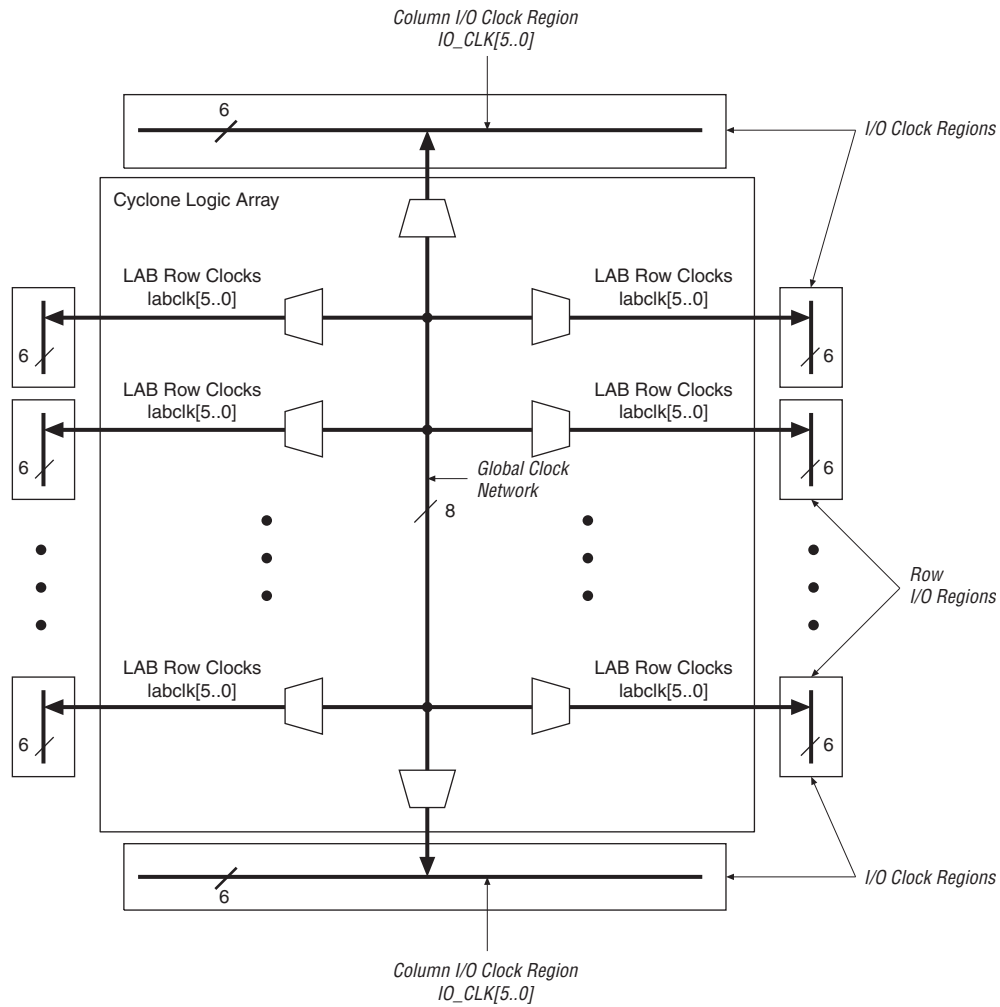 Column I/O Clock Region
IO_CLK[5..0]
6
I/O Clock Regions
Cyclone Logic Array
LAB Row Clocks
labclk[5..0]
LAB Row Clocks
labclk[5..0]
6
6
LAB Row Clocks
labclk[5..0]
LAB Row Clocks
labclk[5..0]
6
6
Global Clock
Network
8
Row
I/O Regions
LAB Row Clocks
labclk[5..0]
LAB Row Clocks
labclk[5..0]
6
6
6
I/O Clock Regions
Column I/O Clock Region
IO_CLK[5..0]